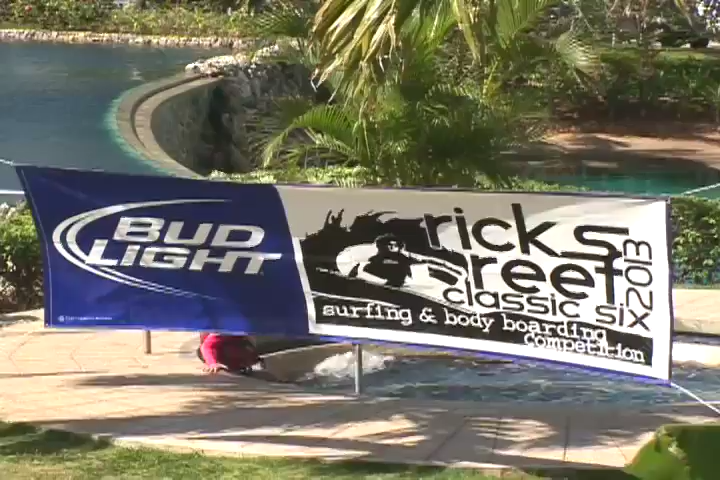 BUD
LIGHT
ricks
reef
classic six
2013
surfing & body boarding
competition